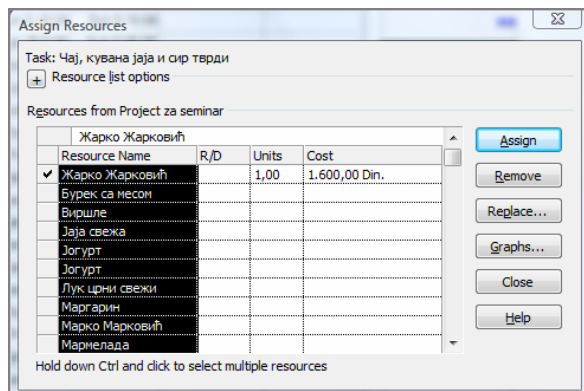 Assign Resources
Task: Чај, кувана јаја и сир тврди
+ Resource list options
Resources from Project za seminar
Жарко Жарковић
Resource Name R/D Units Cost
Жарко Жарковић 1,00 1.600,00 Din.
Бурек са месом
Виршле
Јаја свежа
Јогурт
Јогурт
Лук црни свежи
Маргарин
Марко Марковић
Мармелада
Assign
Remove
Replace...
Graphs...
Close
Help
Hold down Ctrl and click to select multiple resources